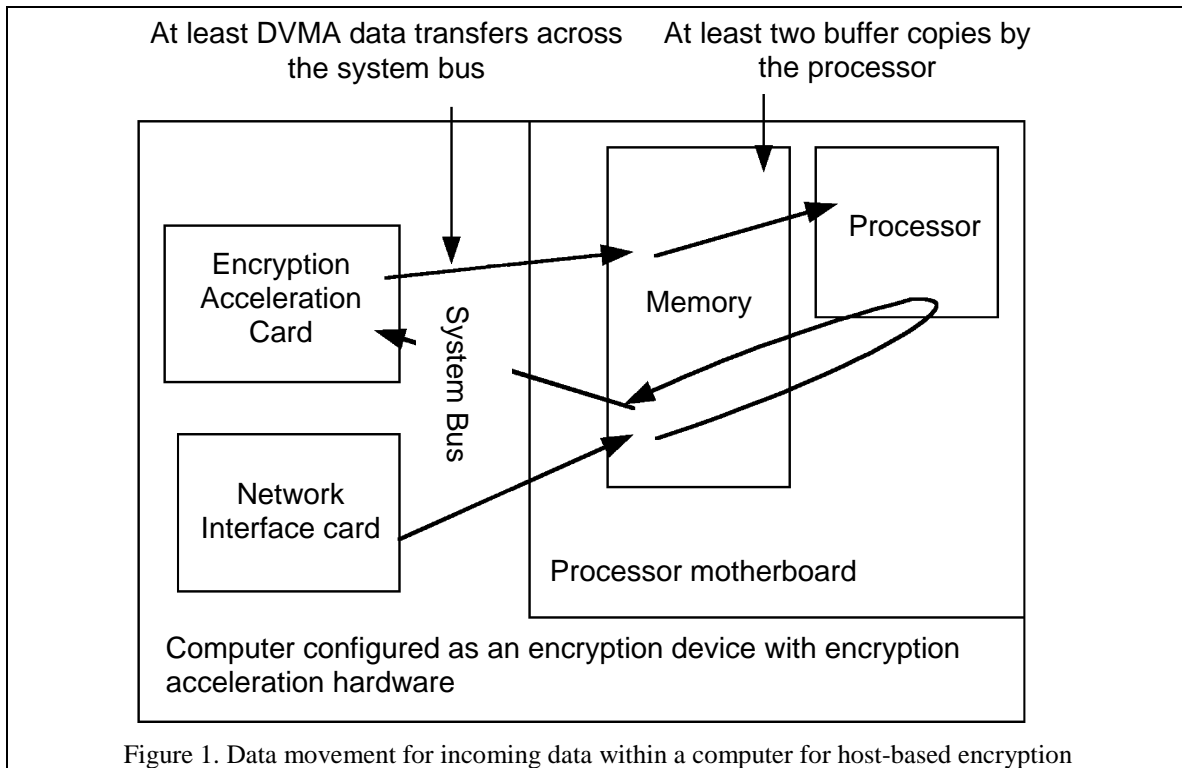 At least DVMA data transfers across
the system bus
At least two buffer copies by
the processor
Encryption
Acceleration
Card
System Bus
Memory
Processor
Network
Interface card
Processor motherboard
Computer configured as an encryption device with encryption
acceleration hardware
Figure 1. Data movement for incoming data within a computer for host-based encryption